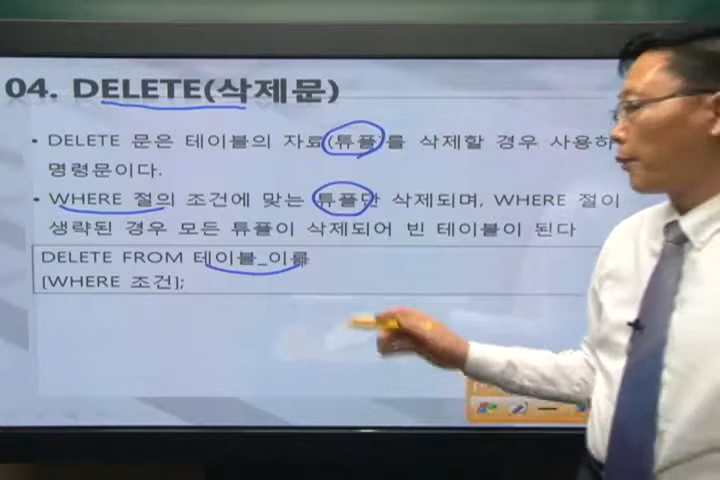 04. DELETE(삭제문)
• DELETE 문은 테이블의 자료(튜플)를 삭제할 경우 사용하
명령문이다.
• WHERE 절의 조건에 맞는 튜플만 삭제되며, WHERE 절이
생략된 경우 모든 튜플이 삭제되어 빈 테이블이 된다
DELETE FROM 테이블_이름
[WHERE 조건];